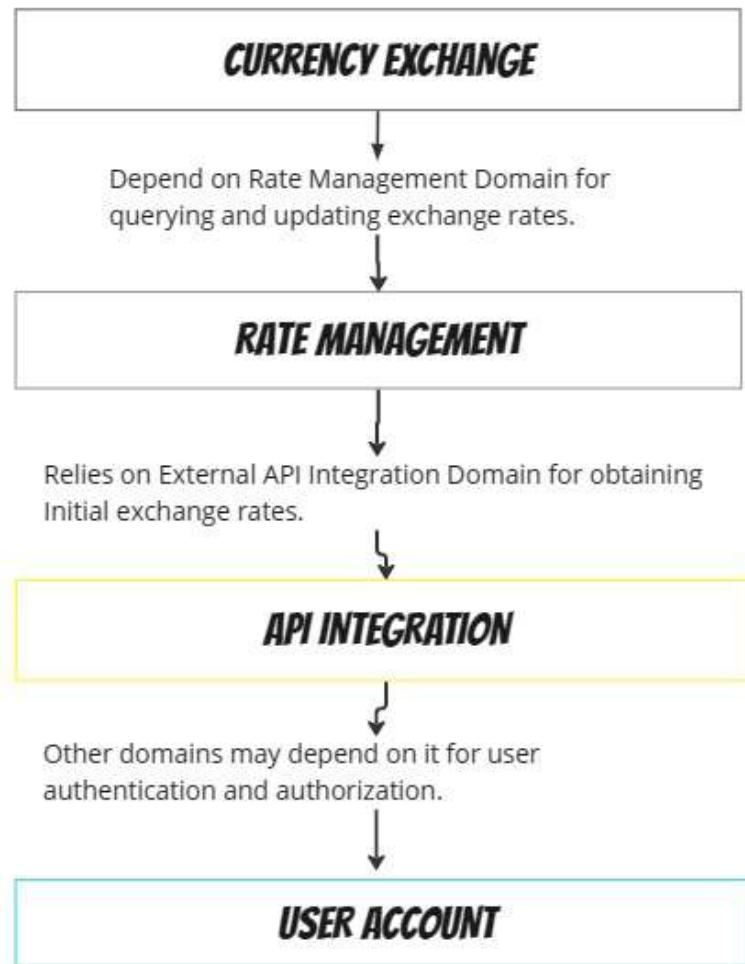 CURRENCY EXCHANGE
Depend on Rate Management Domain for
querying and updating exchange rates.
RATE MANAGEMENT
Relies on External API Integration Domain for obtaining
Initial exchange rates.
API INTEGRATION
Other domains may depend on it for user
authentication and authorization.
USER ACCOUNT